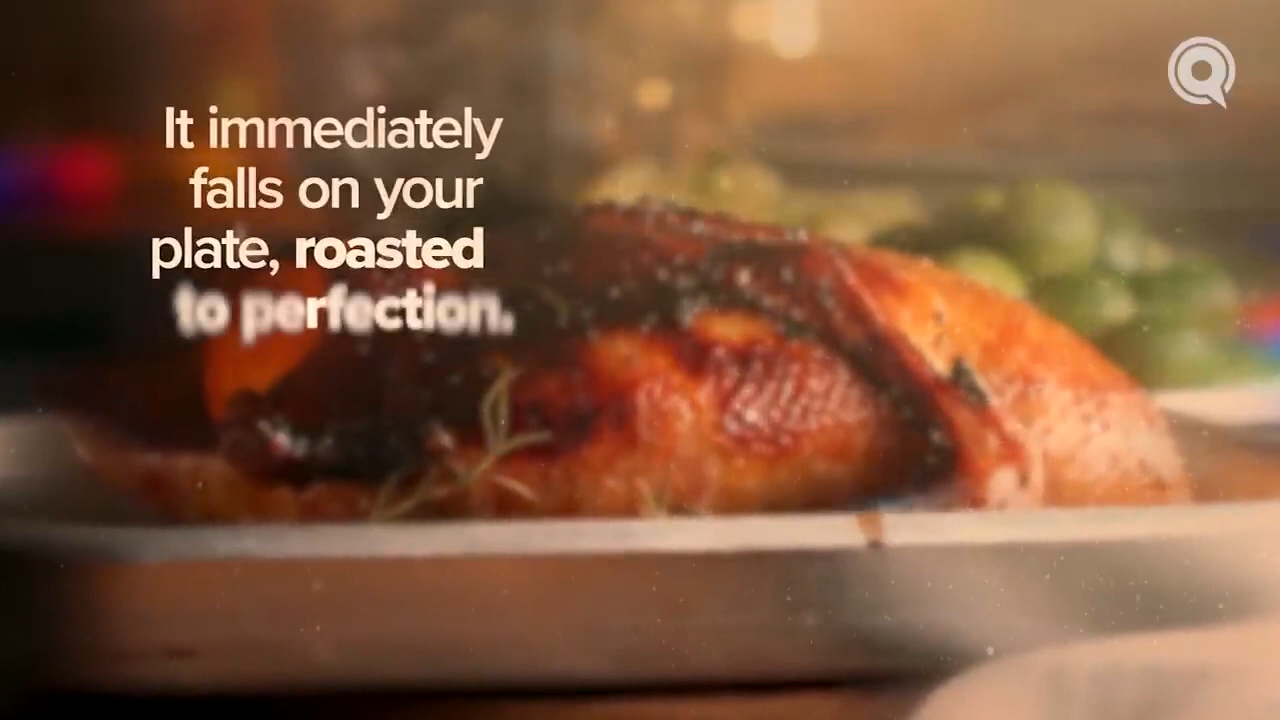 It immediately
falls on your
plate, roasted
to perfection.